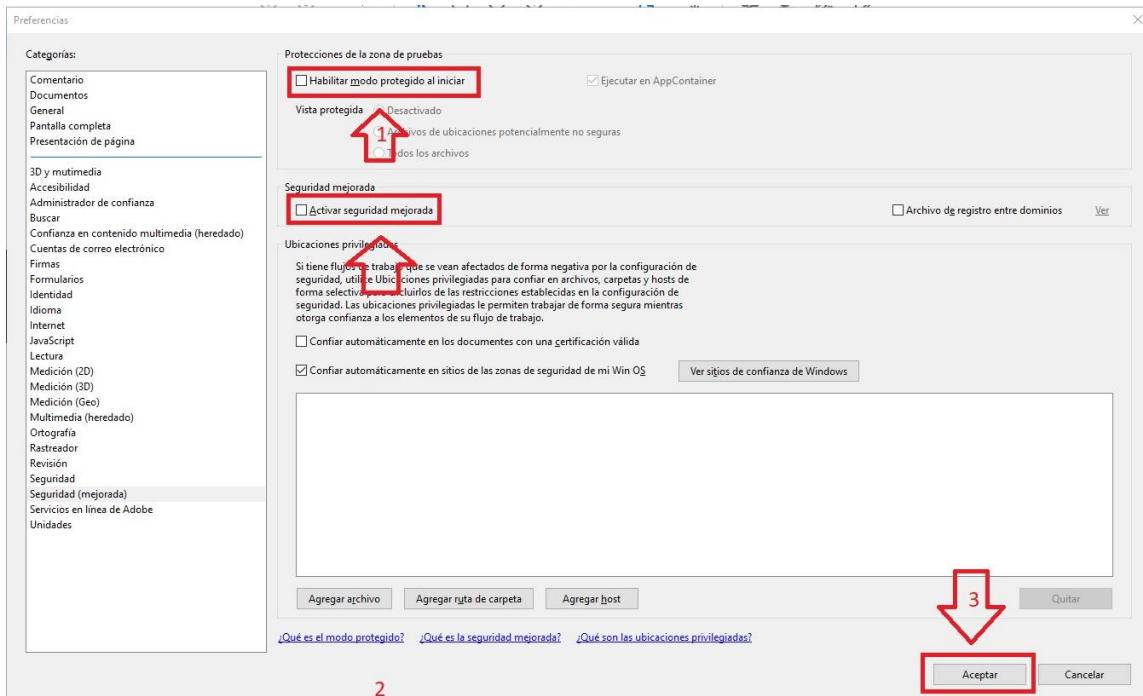 Preferencias
Categorías:
Comentario
Documentos
General
Pantalla completa
Presentación de página
3D y mutimedia
Accesibilidad
Administrador de confianza
Buscar
Confianza en contenido multimedia (heredado)
Cuentas de correo electrónico
Firmas
Formularios
Identidad
Idioma
Internet
JavaScript
Lectura
Medición (2D)
Medición (3D)
Medición (Geo)
Multimedia (heredado)
Ortografía
Rastreador
Revisión
Seguridad
Seguridad (mejorada)
Servicios en línea de Adobe
Unidades
Protecciones de la zona de pruebas
Habilitar modo protegido al iniciar
Ejecutar en AppContainer
Vista protegida
Desactivado
1
Archivos de ubicaciones potencialmente no seguras
Todos los archivos
Seguridad mejorada
Activar seguridad mejorada
Archivo de registro entre dominios
Ver
Ubicaciones privilegiadas
Si tiene flujos de trabajo que se vean afectados de forma negativa por la configuración de
seguridad, utilice Ubicaciones privilegiadas para confiar en archivos, carpetas y hosts de
forma selectiva para excluirlos de las restricciones establecidas en la configuración de
seguridad. Las ubicaciones privilegiadas le permiten trabajar de forma segura mientras
otorga confianza a los elementos de su flujo de trabajo.
Confiar automáticamente en los documentes con una certificación válida
Confiar automáticamente en sitios de las zonas de seguridad de mi Win OS
Ver sitios de confianza de Windows
Agregar archivo
Agregar ruta de carpeta
Agregar host
3
Quitar
¿Qué es el modo protegido?
¿Qué es la seguridad mejorada?
¿Qué son las ubicaciones privilegiadas?
Aceptar
Cancelar
2